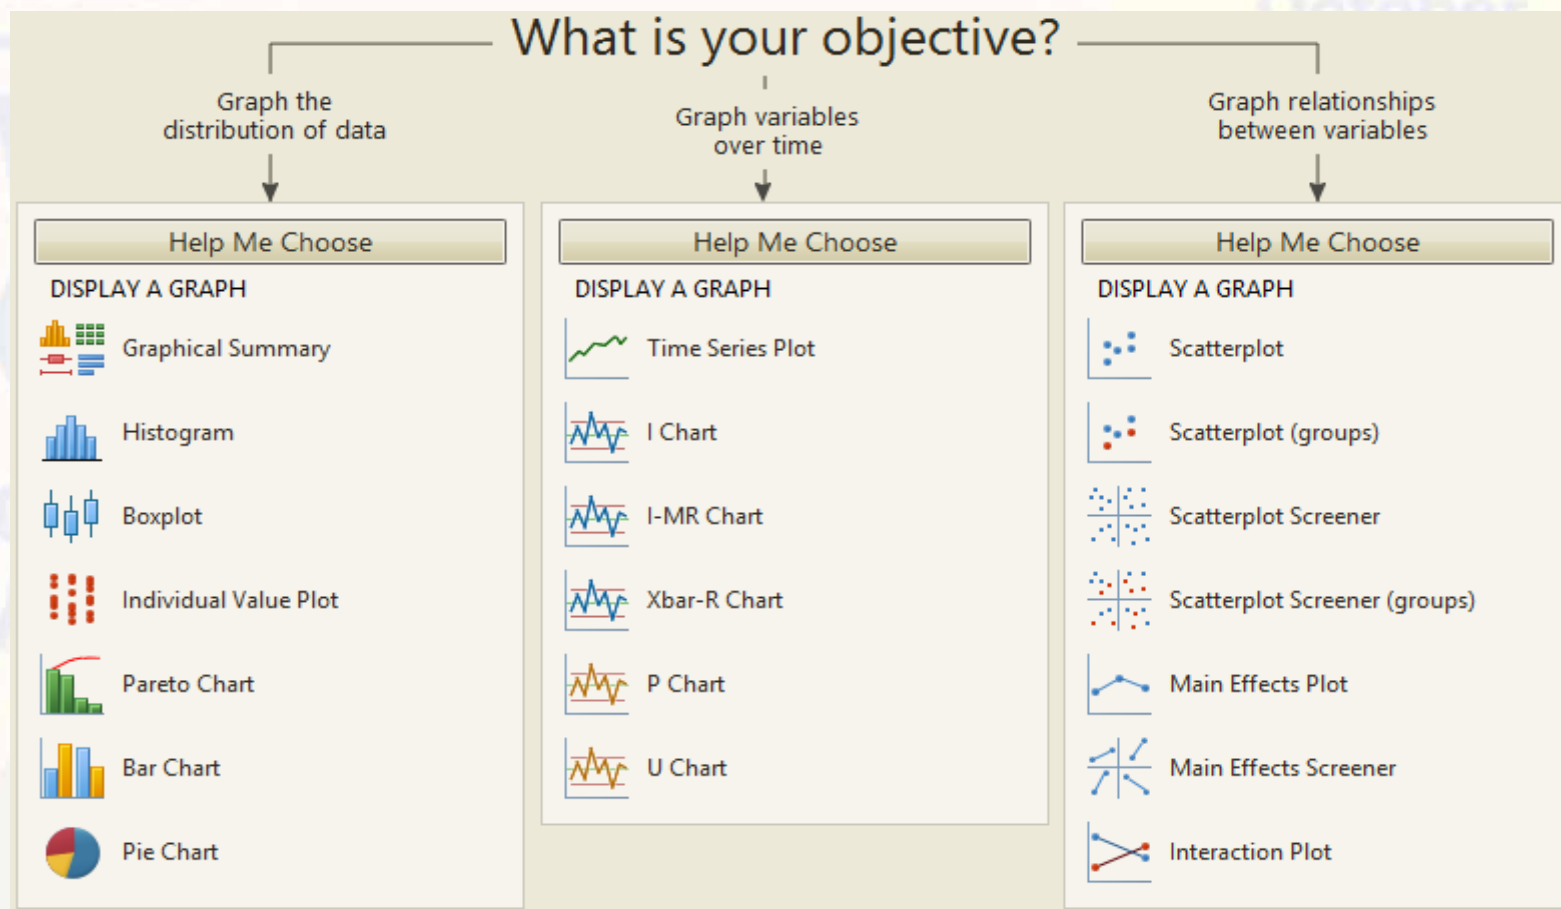 What is your objective?
Graph the
distribution of data
Help Me Choose
DISPLAY A GRAPH
Graphical Summary
Histogram
Boxplot
Individual Value Plot
Pareto Chart
Bar Chart
Pie Chart
Graph variables
over time
Help Me Choose
DISPLAY A GRAPH
Time Series Plot
I Chart
I-MR Chart
Xbar-R Chart
P Chart
U Chart
Graph relationships
between variables
Help Me Choose
DISPLAY A GRAPH
Scatterplot
Scatterplot (groups)
Scatterplot Screener
Scatterplot Screener (groups)
Main Effects Plot
Main Effects Screener
Interaction Plot